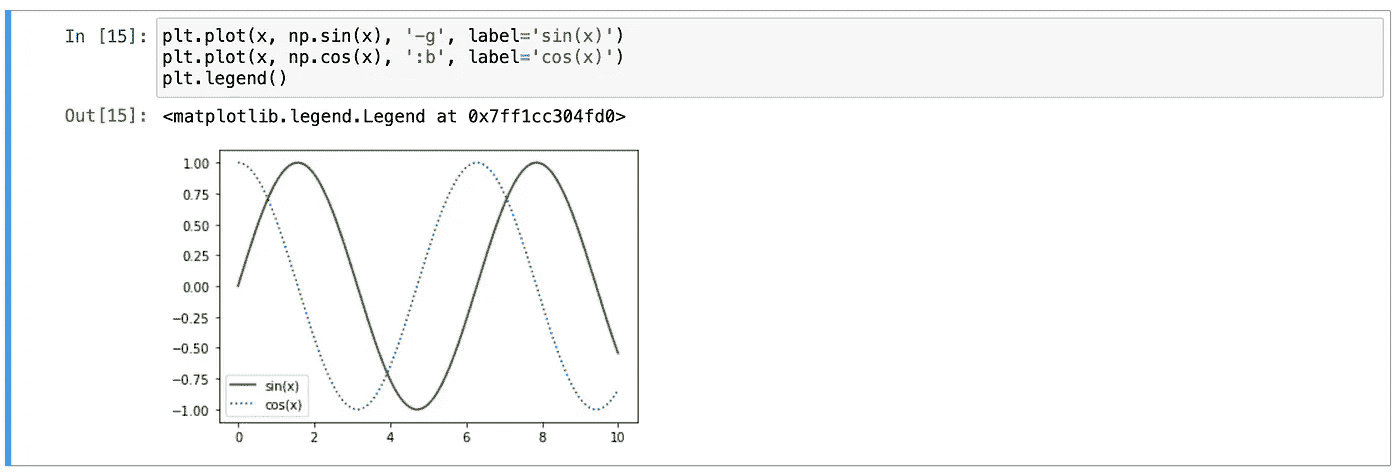 In [15]: plt.plot(x, np.sin(x), '-g', label='sin(x)')
plt.plot(x, np.cos(x), ':b', label='cos(x)')
plt.legend()
Out[15]: <matplotlib.legend.Legend at 0x7ff1cc304fd0>
1.00
0.75
0.50
0.25
0.00
−0.25
−0.50
−0.75
−1.00
sin(x)
cos(x)
0 2 4 6 8 10